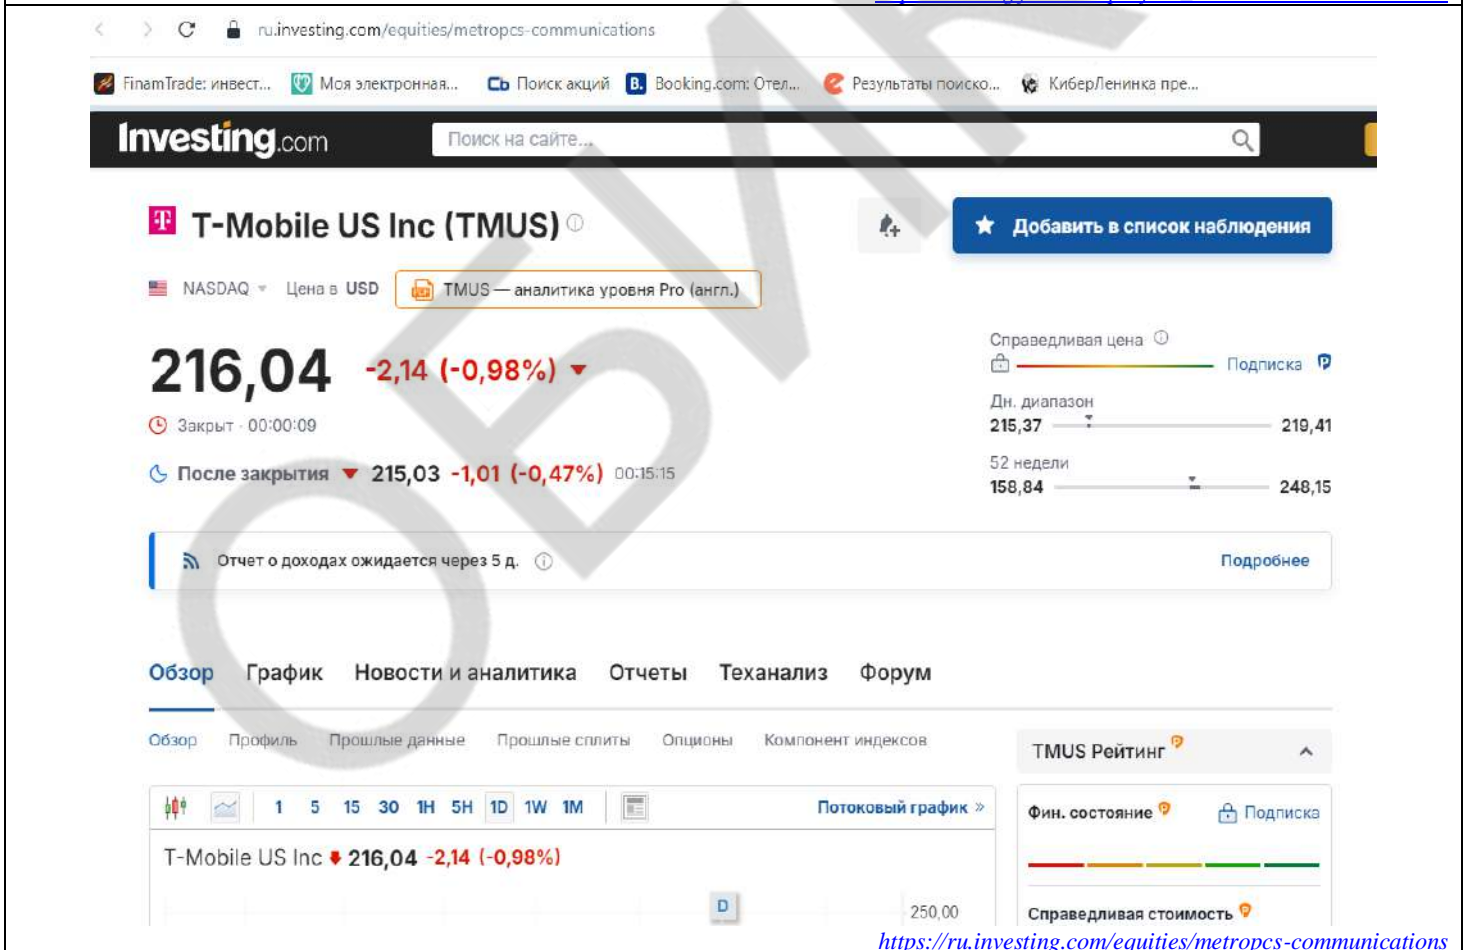 ru.investing.com/equities/metropcs-communications
FinamTrade: инвест... Моя электронная... Поиск акций Booking.com: Отел... Результаты поиско... КиберЛенинка пре...
Investing.com Поиск на сайте...
T-Mobile US Inc (TMUS)
Добавить в список наблюдения
NASDAQ Цена в USD TMUS — аналитика уровня Pro (англ.)
216,04 -2,14 (-0,98%)
Закрыт · 00:00:09
После закрытия 215,03 -1,01 (-0,47%) 00:15:15
Справедливая цена
Подписка
Дн. диапазон
215,37 219,41
52 недели
158,84 248,15
Отчет о доходах ожидается через 5 д. Подробнее
Обзор График Новости и аналитика Отчеты Теханализ Форум
Обзор Профиль Прошлые данные Прошлые сплиты Опционы Компонент индексов
TMUS Рейтинг
1 5 15 30 1H 5H 1D 1W 1M Потоковый график »
Фин. состояние Подписка
T-Mobile US Inc 216,04 -2,14 (-0,98%)
D
250,00
Справедливая стоимость
https://ru.investing.com/equities/metropcs-communications